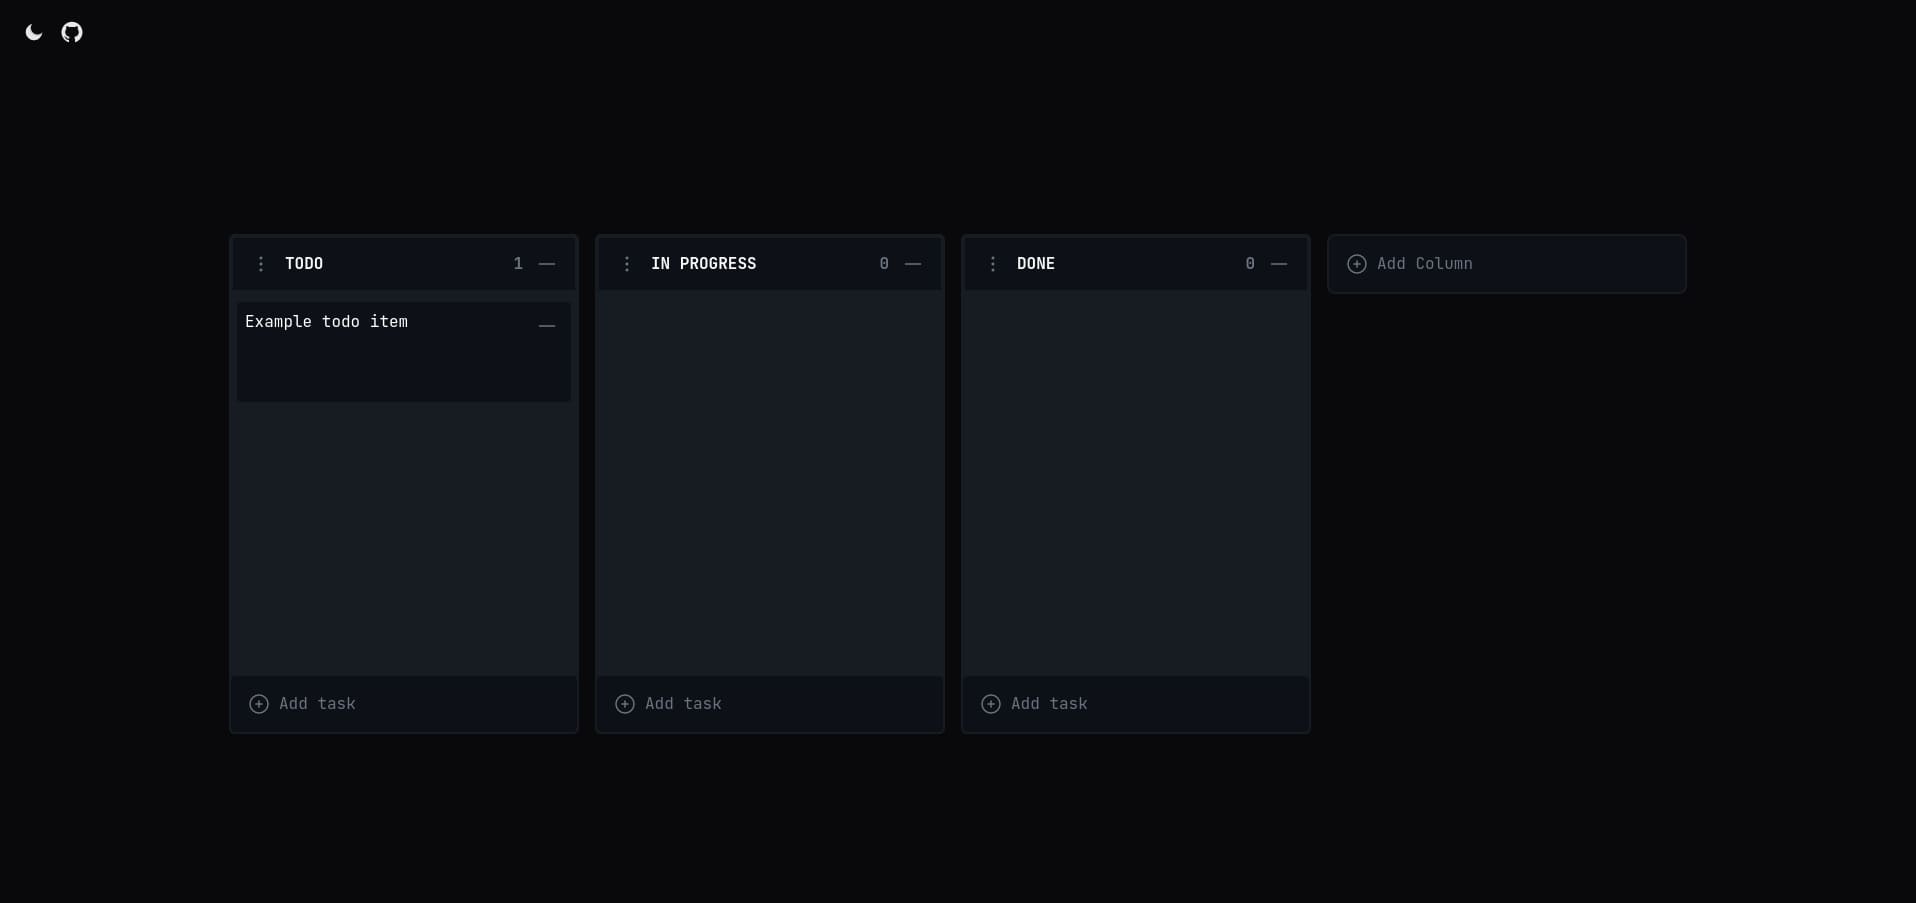 TODO 1
Example todo item
Add task
IN PROGRESS 0
Add task
DONE 0
Add task
Add Column